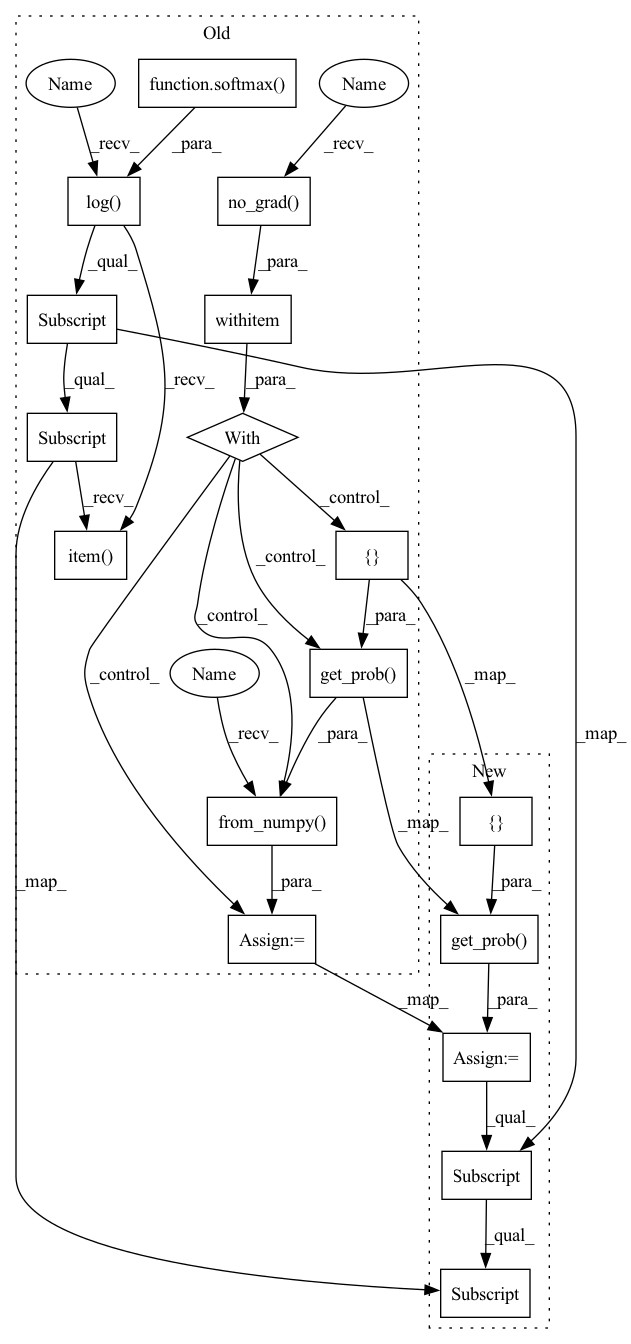 Old
Name
function.softmax()
Name
_recv_
_para_
_recv_
log()
no_grad()
_qual_
_para_
Subscript
withitem
_qual_
_recv_
_para_
Subscript
With
_recv_
_control_
item()
_control_
{}
_control_
_para_
_control_
Name
get_prob()
_map_
_recv_
_para_
_map_
New
from_numpy()
_map_
{}
_map_
_para_
_para_
Assign:=
get_prob()
_map_
_para_
Assign:=
_qual_
Subscript
_qual_
Subscript